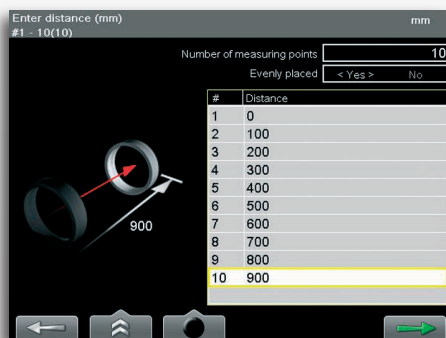 Enter distance (mm) mm
#1 - 10(10)
Number of measuring points 10
Evenly placed < Yes > No
# Distance
1 0
2 100
3 200
4 300
5 400
6 500
7 600
8 700
9 800
10 900
900